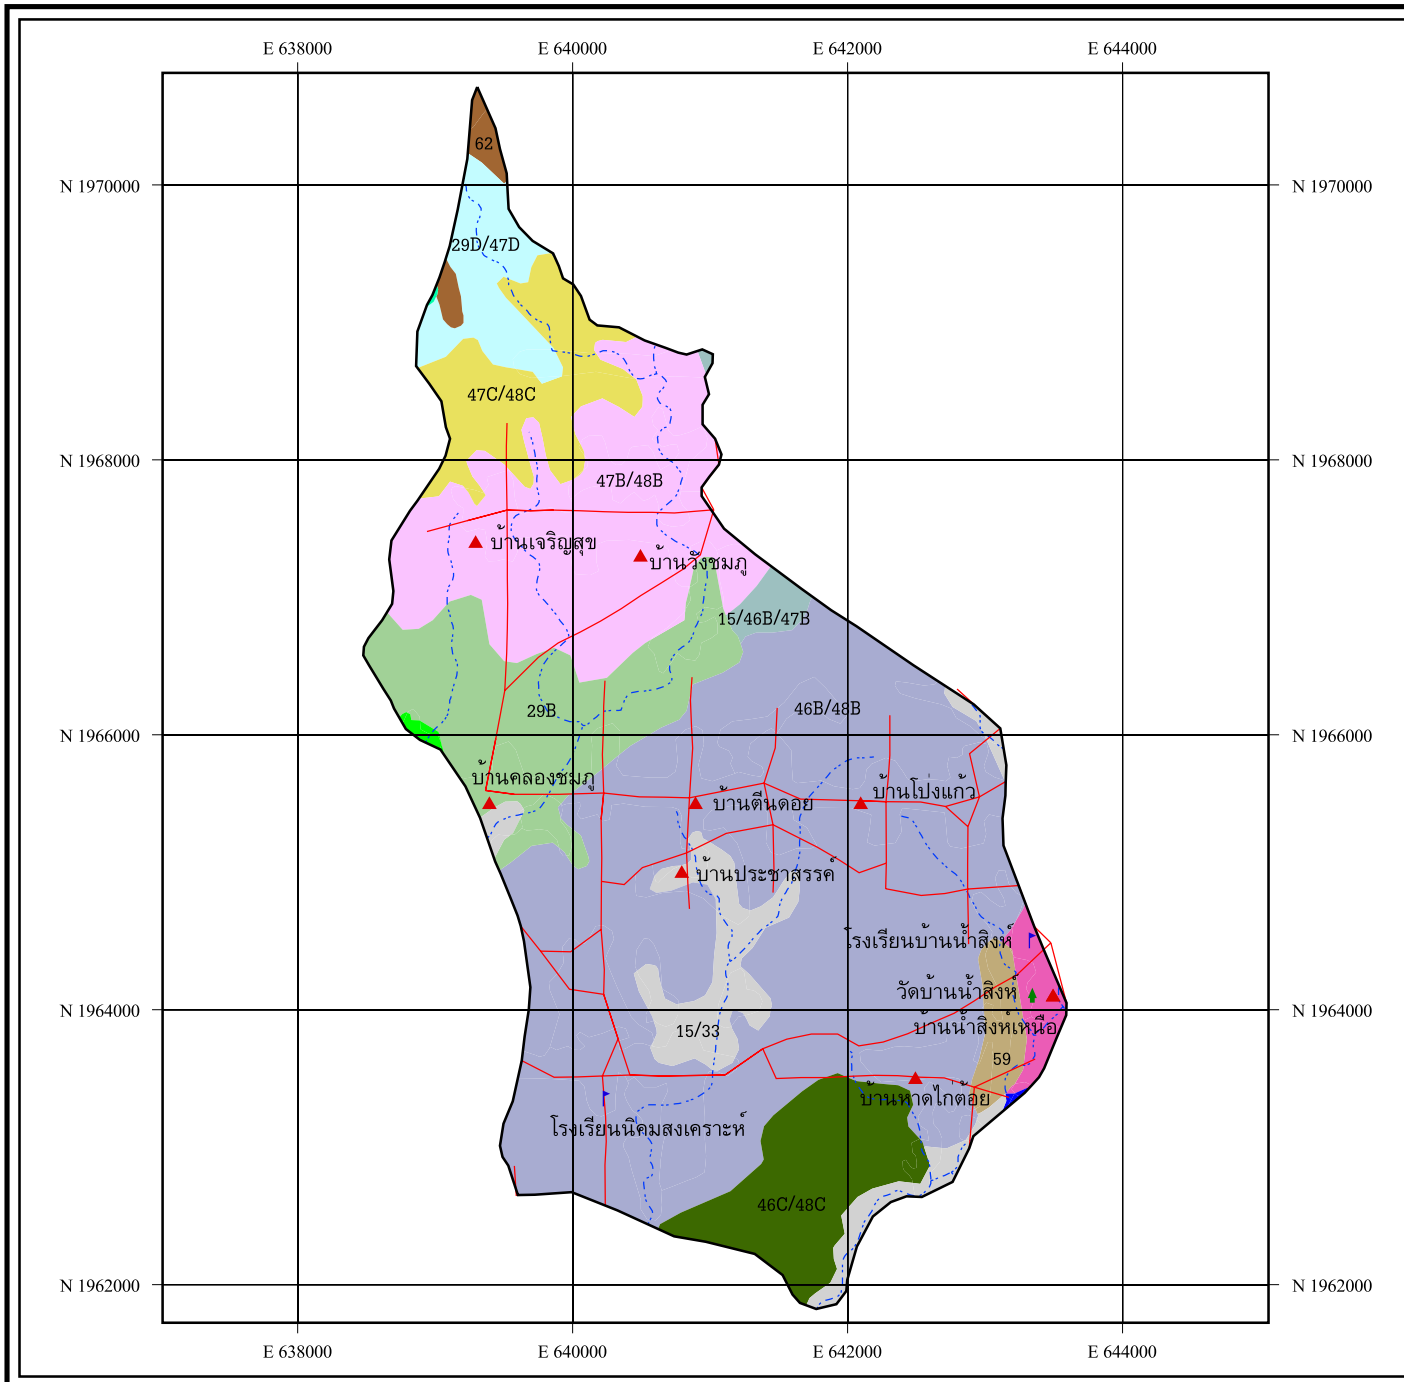 E 638000 E 640000 E 642000 E 644000
62
N 1970000 N 1970000
29D/47D
47C/48C
N 1968000 N 1968000
47B/48B
บ้านเจริญสุข
บ้านวังชมภู
15/46B/47B
29B 46B/48B
N 1966000 N 1966000
บ้านคลองชมภู
บ้านโป่งแก้ว
บ้านตีนดอย
บ้านประชาสรรค์
โรงเรียนบ้านน้ำสิงห์
วัดบ้านน้ำสิงห์
N 1964000 N 1964000
บ้านน้ำสิงห์เหนือ
15/33
59
บ้านหาดไก่ต้อย
โรงเรียนนิคมสงเคราะห์
46C/48C
N 1962000 N 1962000
E 638000 E 640000 E 642000 E 644000